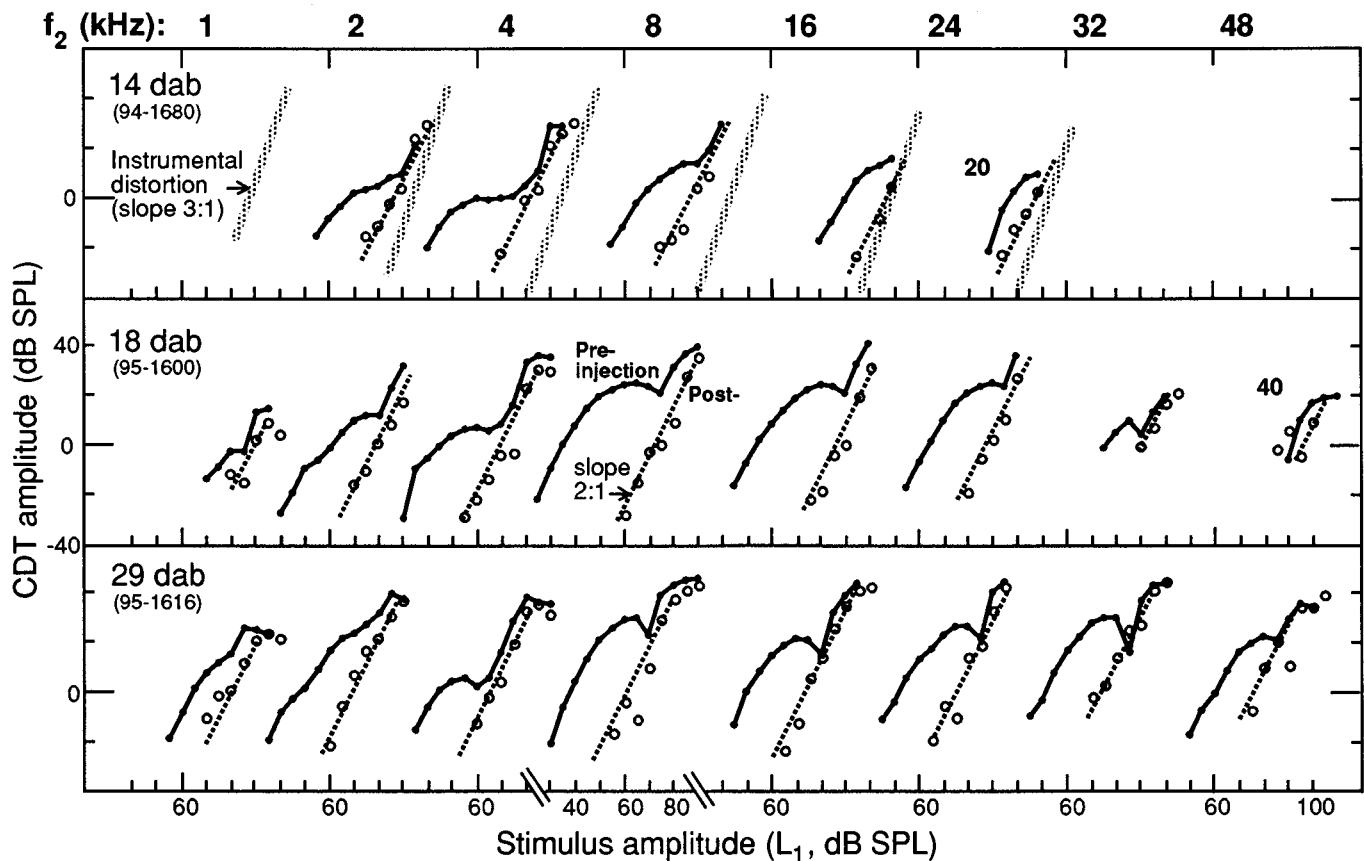 f2 (kHz): 1 2 4 8 16 24 32 48
14 dab
(94-1680)
Instrumental
distortion
(slope 3:1)
20
0
18 dab
(95-1600)
40
Pre-
injection
Post-
40
0
slope
2:1
-40
29 dab
(95-1616)
0
CDT amplitude (dB SPL)
60 60 60 40 60 80 60 60 60 60 100
Stimulus amplitude (L1, dB SPL)